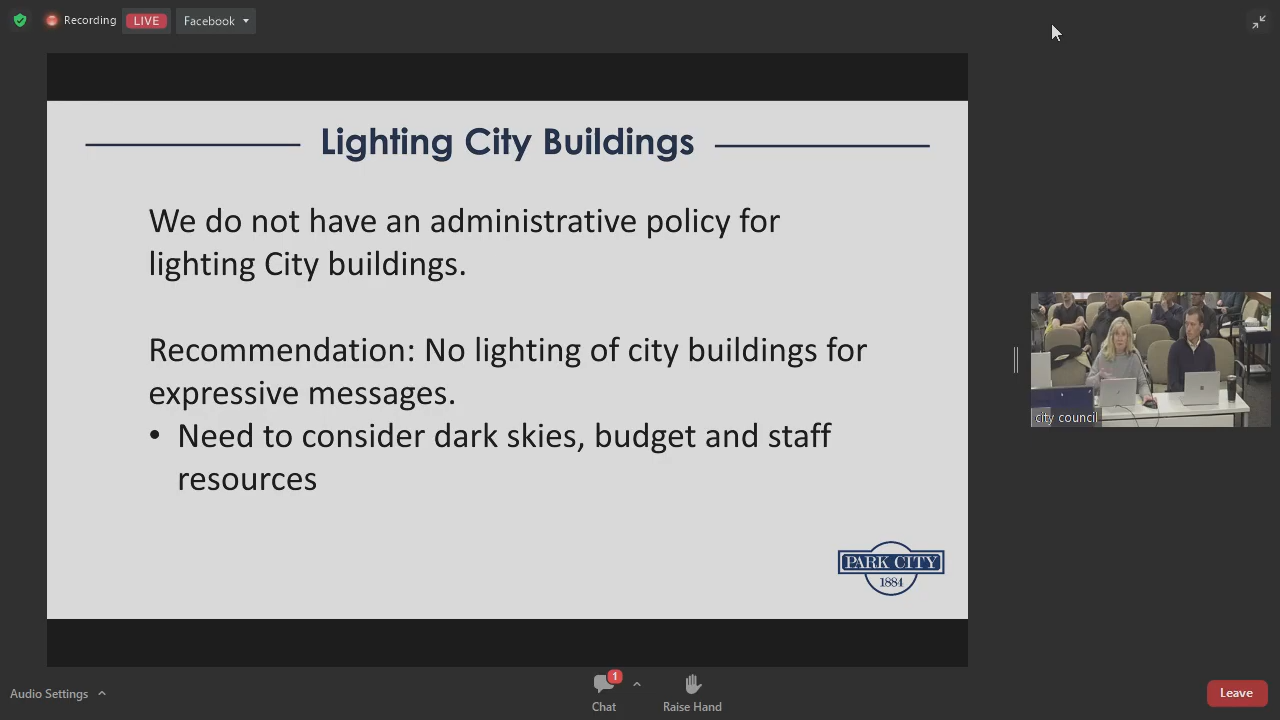 Recording
LIVE
Facebook
Lighting City Buildings
We do not have an administrative policy for
lighting City buildings.
Recommendation: No lighting of city buildings for
expressive messages.
• Need to consider dark skies, budget and staff
resources
PARK CITY
1884
city council
Audio Settings
1
Chat
Raise Hand
Leave